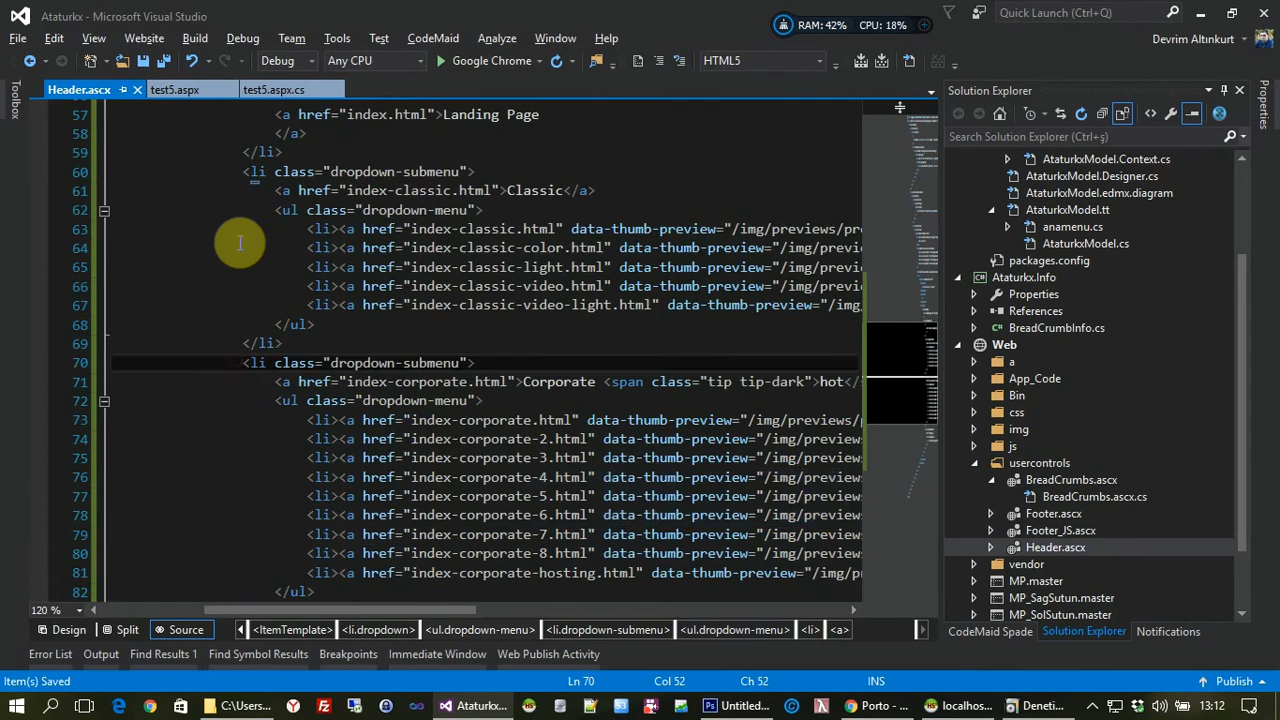 Ataturkx - Microsoft Visual Studio
RAM: 42% CPU: 18%
Quick Launch (Ctrl+Q)
File Edit View Website Build Debug Team Tools Test CodeMaid Analyze Window Help
Devrim Altınkurt
Debug Any CPU Google Chrome HTML5
Toolbox
Header.ascx test5.aspx test5.aspx.cs
57 <a href="index.html">Landing Page
58 </a>
59 </li>
60 <li class="dropdown-submenu">
61 <a href="index-classic.html">Classic</a>
62 <ul class="dropdown-menu">
63 <li><a href="index-classic.html" data-thumb-preview="/img/previews/pr
64 <li><a href="index-classic-color.html" data-thumb-preview="/img/previ
65 <li><a href="index-classic-light.html" data-thumb-preview="/img/previ
66 <li><a href="index-classic-video.html" data-thumb-preview="/img/previ
67 <li><a href="index-classic-video-light.html" data-thumb-preview="/img
68 </ul>
69 </li>
70 <li class="dropdown-submenu">
71 <a href="index-corporate.html">Corporate <span class="tip tip-dark">hot</s
72 <ul class="dropdown-menu">
73 <li><a href="index-corporate.html" data-thumb-preview="/img/previews/p
74 <li><a href="index-corporate-2.html" data-thumb-preview="/img/previews
75 <li><a href="index-corporate-3.html" data-thumb-preview="/img/previews
76 <li><a href="index-corporate-4.html" data-thumb-preview="/img/previews
77 <li><a href="index-corporate-5.html" data-thumb-preview="/img/previews
78 <li><a href="index-corporate-6.html" data-thumb-preview="/img/previews
79 <li><a href="index-corporate-7.html" data-thumb-preview="/img/previews
80 <li><a href="index-corporate-8.html" data-thumb-preview="/img/previews
81 <li><a href="index-corporate-hosting.html" data-thumb-preview="/img/pr
82 </ul>
120 %
Design Split Source <ItemTemplate> <li.dropdown> <ul.dropdown-menu> <li.dropdown-submenu> <ul.dropdown-menu> <li> <a>
Error List Output Find Results 1 Find Symbol Results Breakpoints Immediate Window Web Publish Activity
Solution Explorer
Search Solution Explorer (Ctrl+ş)
AtaturkxModel.Context.cs
AtaturkxModel.Designer.cs
AtaturkxModel.edmx.diagram
AtaturkxModel.tt
anamenu.cs
AtaturkxModel.cs
packages.config
Ataturkx.Info
Properties
References
BreadCrumbInfo.cs
Web
a
App_Code
Bin
css
img
js
usercontrols
BreadCrumbs.ascx
BreadCrumbs.ascx.cs
Footer.ascx
Footer_JS.ascx
Header.ascx
vendor
MP.master
MP_SagSutun.master
MP_SolSutun.master
CodeMaid Spade Solution Explorer Notifications
Properties
Item(s) Saved Ln 70 Col 52 Ch 52 INS Publish
C:\Users... Ataturkx... Untitled... Porto - ... localhos... Deneti... 13:12